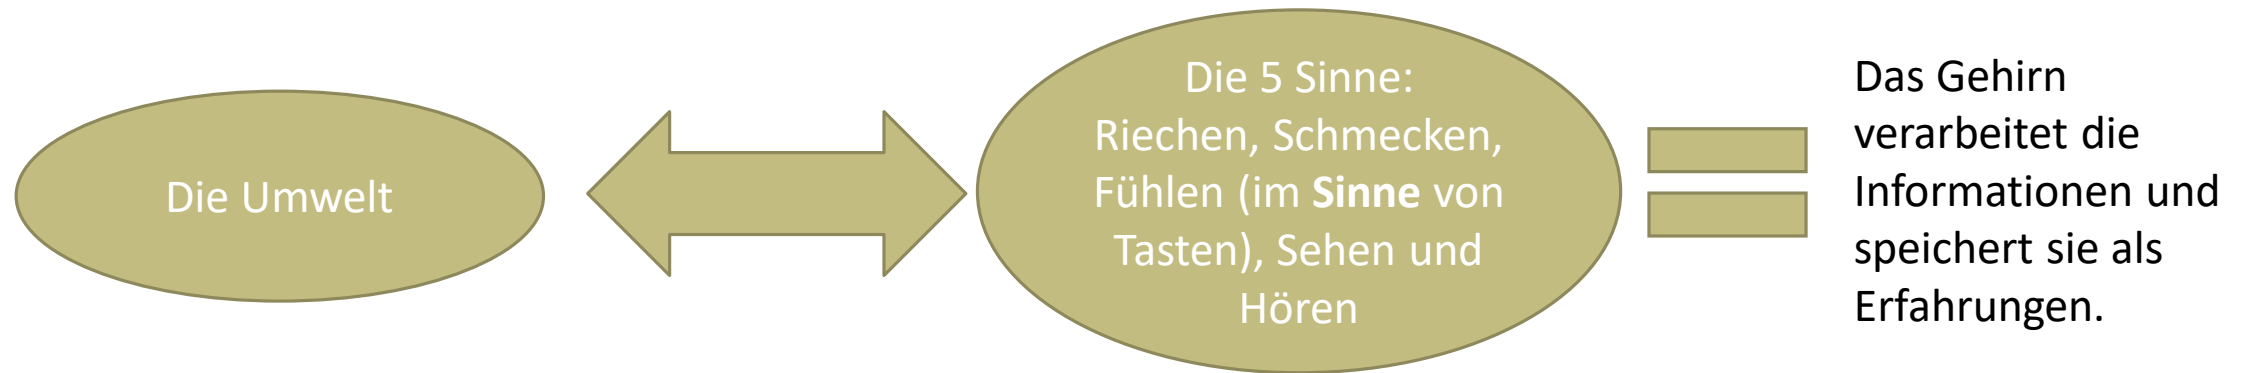 Die Umwelt
Die 5 Sinne:
Riechen, Schmecken,
Fühlen (im Sinne von
Tasten), Sehen und
Hören
Das Gehirn
verarbeitet die
Informationen und
speichert sie als
Erfahrungen.